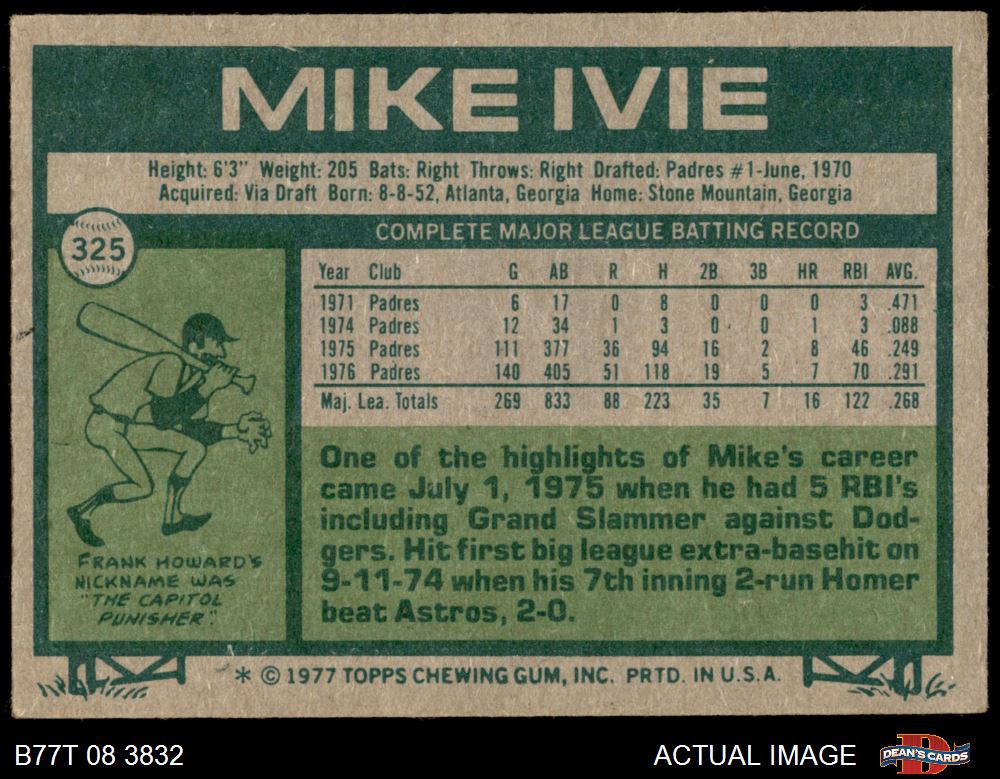 MIKE IVIE
Height: 6'3" Weight: 205 Bats: Right Throws: Right Drafted: Padres #1-June, 1970
Acquired: Via Draft Born: 8-8-52, Atlanta, Georgia Home: Stone Mountain, Georgia
325
COMPLETE MAJOR LEAGUE BATTING RECORD
Year Club G AB R H 2B 3B HR RBI AVG.
1971 Padres 6 17 0 8 0 0 0 3 .471
1974 Padres 12 34 1 3 0 0 1 3 .088
1975 Padres 111 377 36 94 16 2 8 46 .249
1976 Padres 140 405 51 118 19 5 7 70 .291
Maj. Lea. Totals 269 833 88 223 35 7 16 122 .268
One of the highlights of Mike's career
came July 1, 1975 when he had 5 RBI's
including Grand Slammer against Dod-
gers. Hit first big league extra-basehit on
9-11-74 when his 7th inning 2-run Homer
beat Astros, 2-0.
FRANK HOWARD'S
NICKNAME WAS
"THE CAPITOL
PUNISHER."
* © 1977 TOPPS CHEWING GUM, INC. PRTD. IN U.S.A.
B77T 08 3832
ACTUAL IMAGE
DEAN'S CARDS